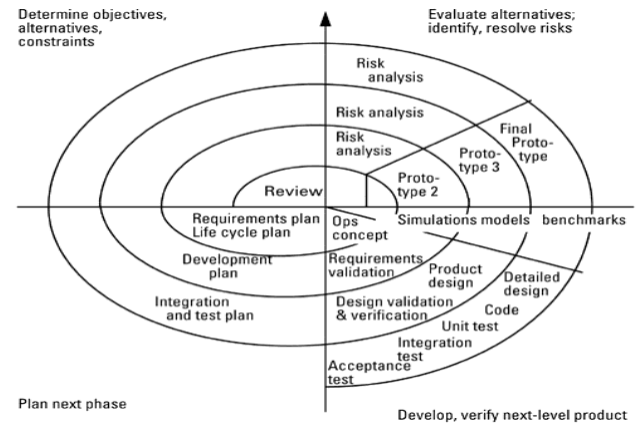 Determine objectives,
alternatives,
constraints
Evaluate alternatives;
identify, resolve risks
Risk
analysis
Risk analysis
Risk
analysis
Final
Proto-
type
Proto-
type 3
Proto-
type 2
Review
Requirements plan
Life cycle plan
Ops
concept
Simulations models benchmarks
Development
plan
Requirements
validation
Product
design
Detailed
design
Integration
and test plan
Design validation
& verification
Code
Unit test
Integration
test
Acceptance
test
Plan next phase
Develop, verify next-level product